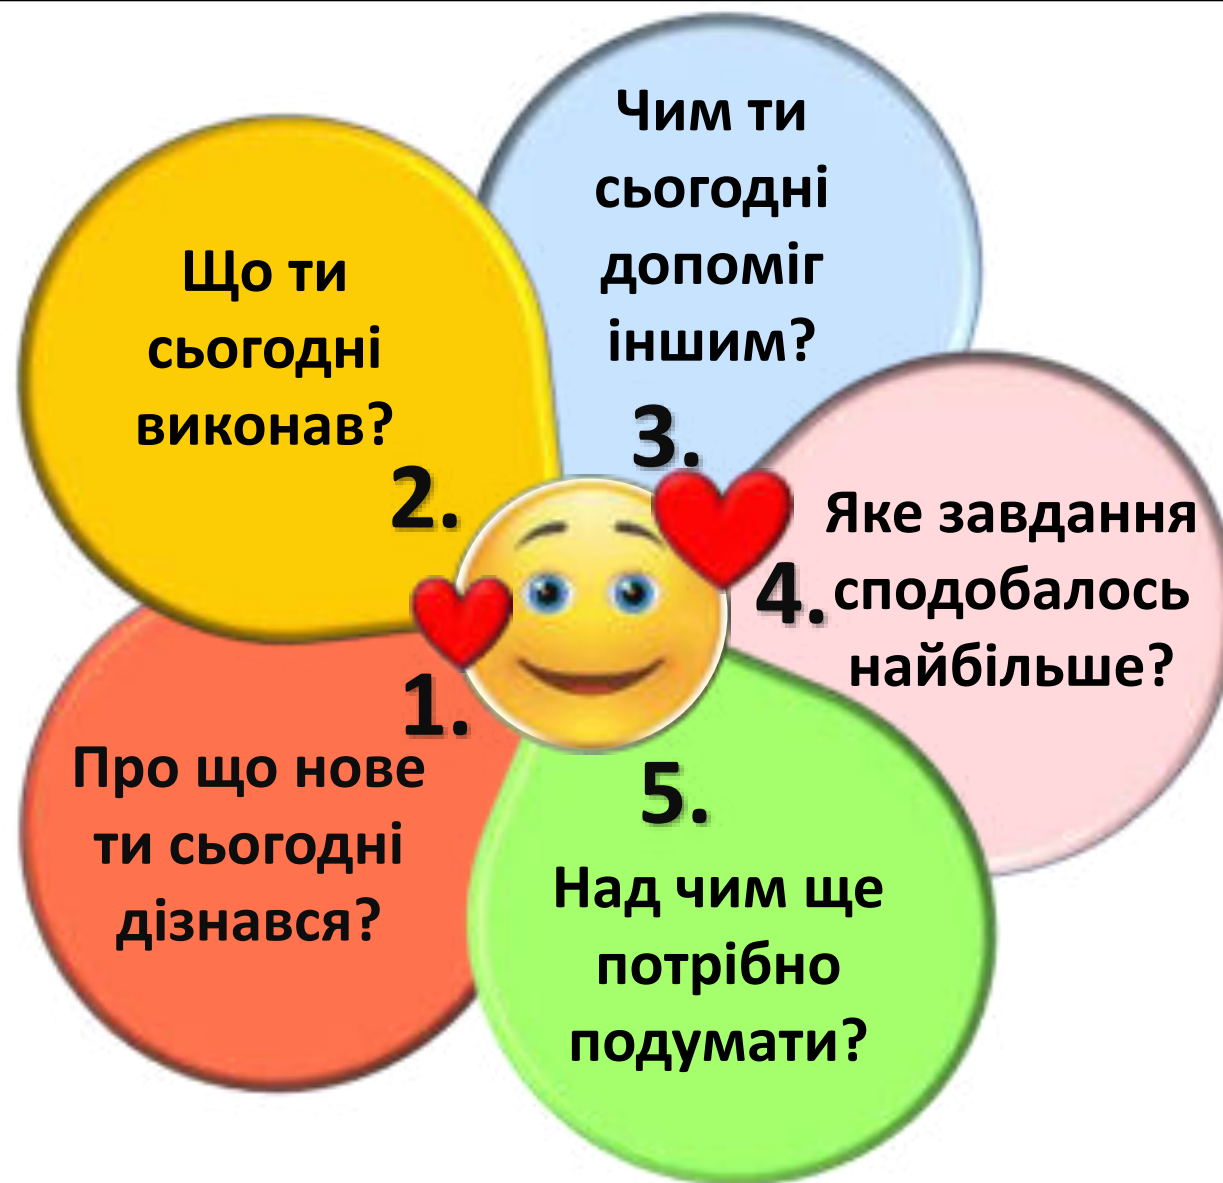 1.
Про що нове
ти сьогодні
дізнався?
2.
Що ти
сьогодні
виконав?
3.
Чим ти
сьогодні
допоміг
іншим?
4.
Яке завдання
сподобалось
найбільше?
5.
Над чим ще
потрібно
подумати?